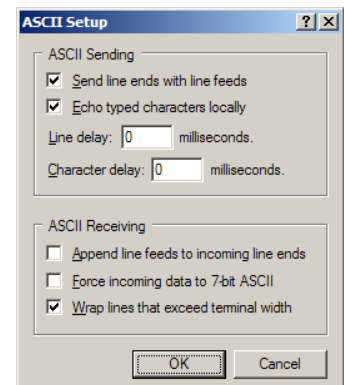 ASCII Setup
ASCII Sending
Send line ends with line feeds
Echo typed characters locally
Line delay: 0 milliseconds.
Character delay: 0 milliseconds.
ASCII Receiving
Append line feeds to incoming line ends
Force incoming data to 7-bit ASCII
Wrap lines that exceed terminal width
OK Cancel